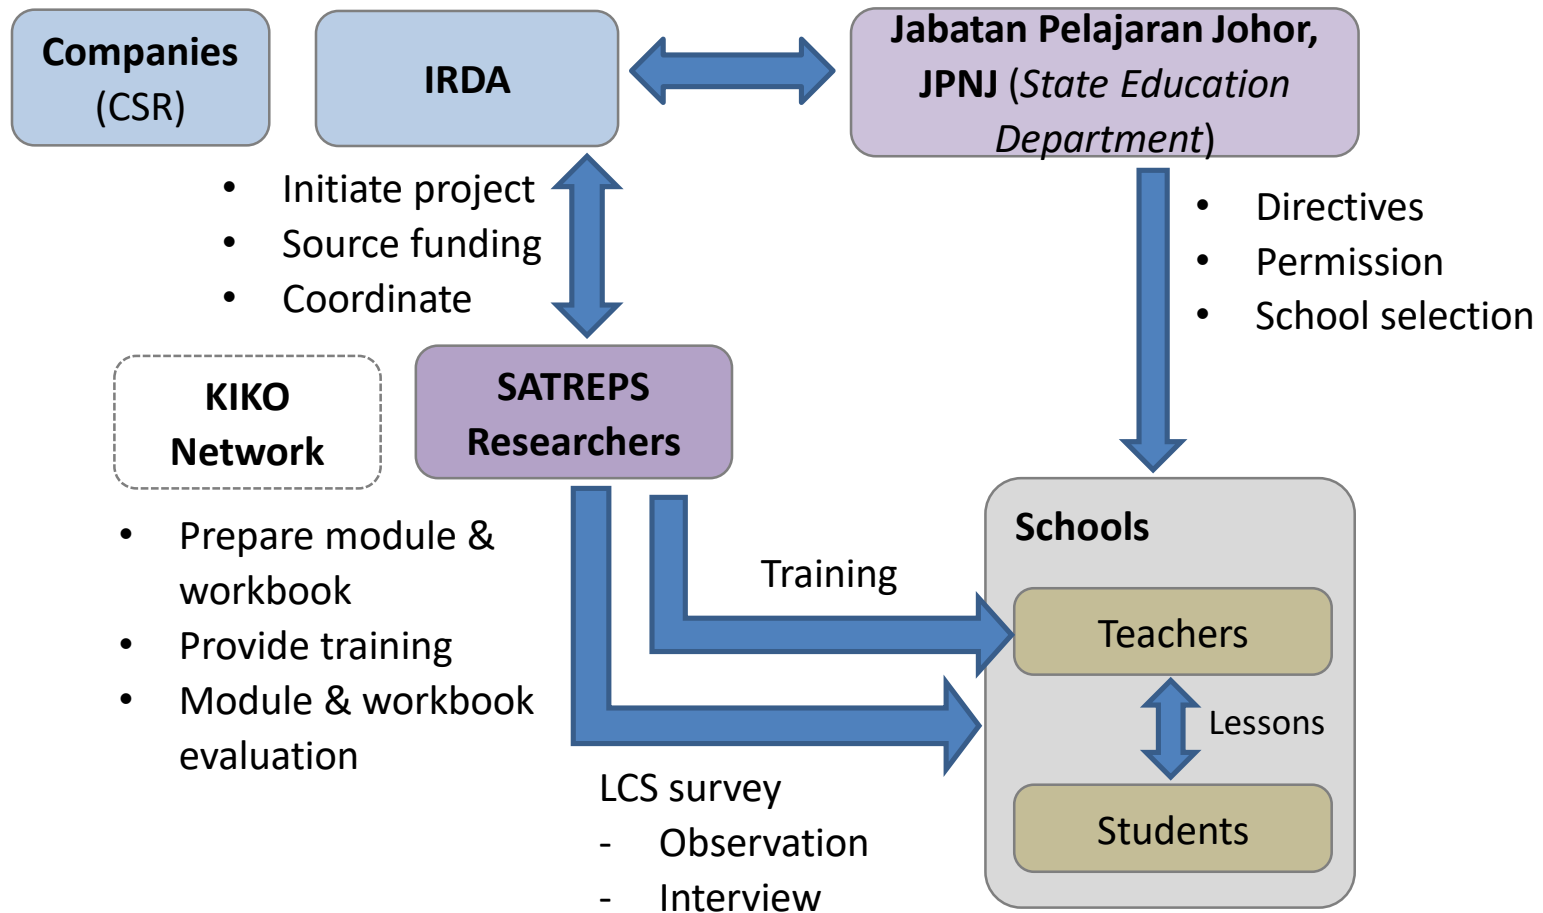 Companies
(CSR)
IRDA
Jabatan Pelajaran Johor,
JPNJ (State Education
Department)
• Initiate project
• Source funding
• Coordinate
• Directives
• Permission
• School selection
KIKO
Network
SATREPS
Researchers
• Prepare module &
workbook
• Provide training
• Module & workbook
evaluation
Training
Schools
Teachers
Lessons
Students
LCS survey
- Observation
- Interview